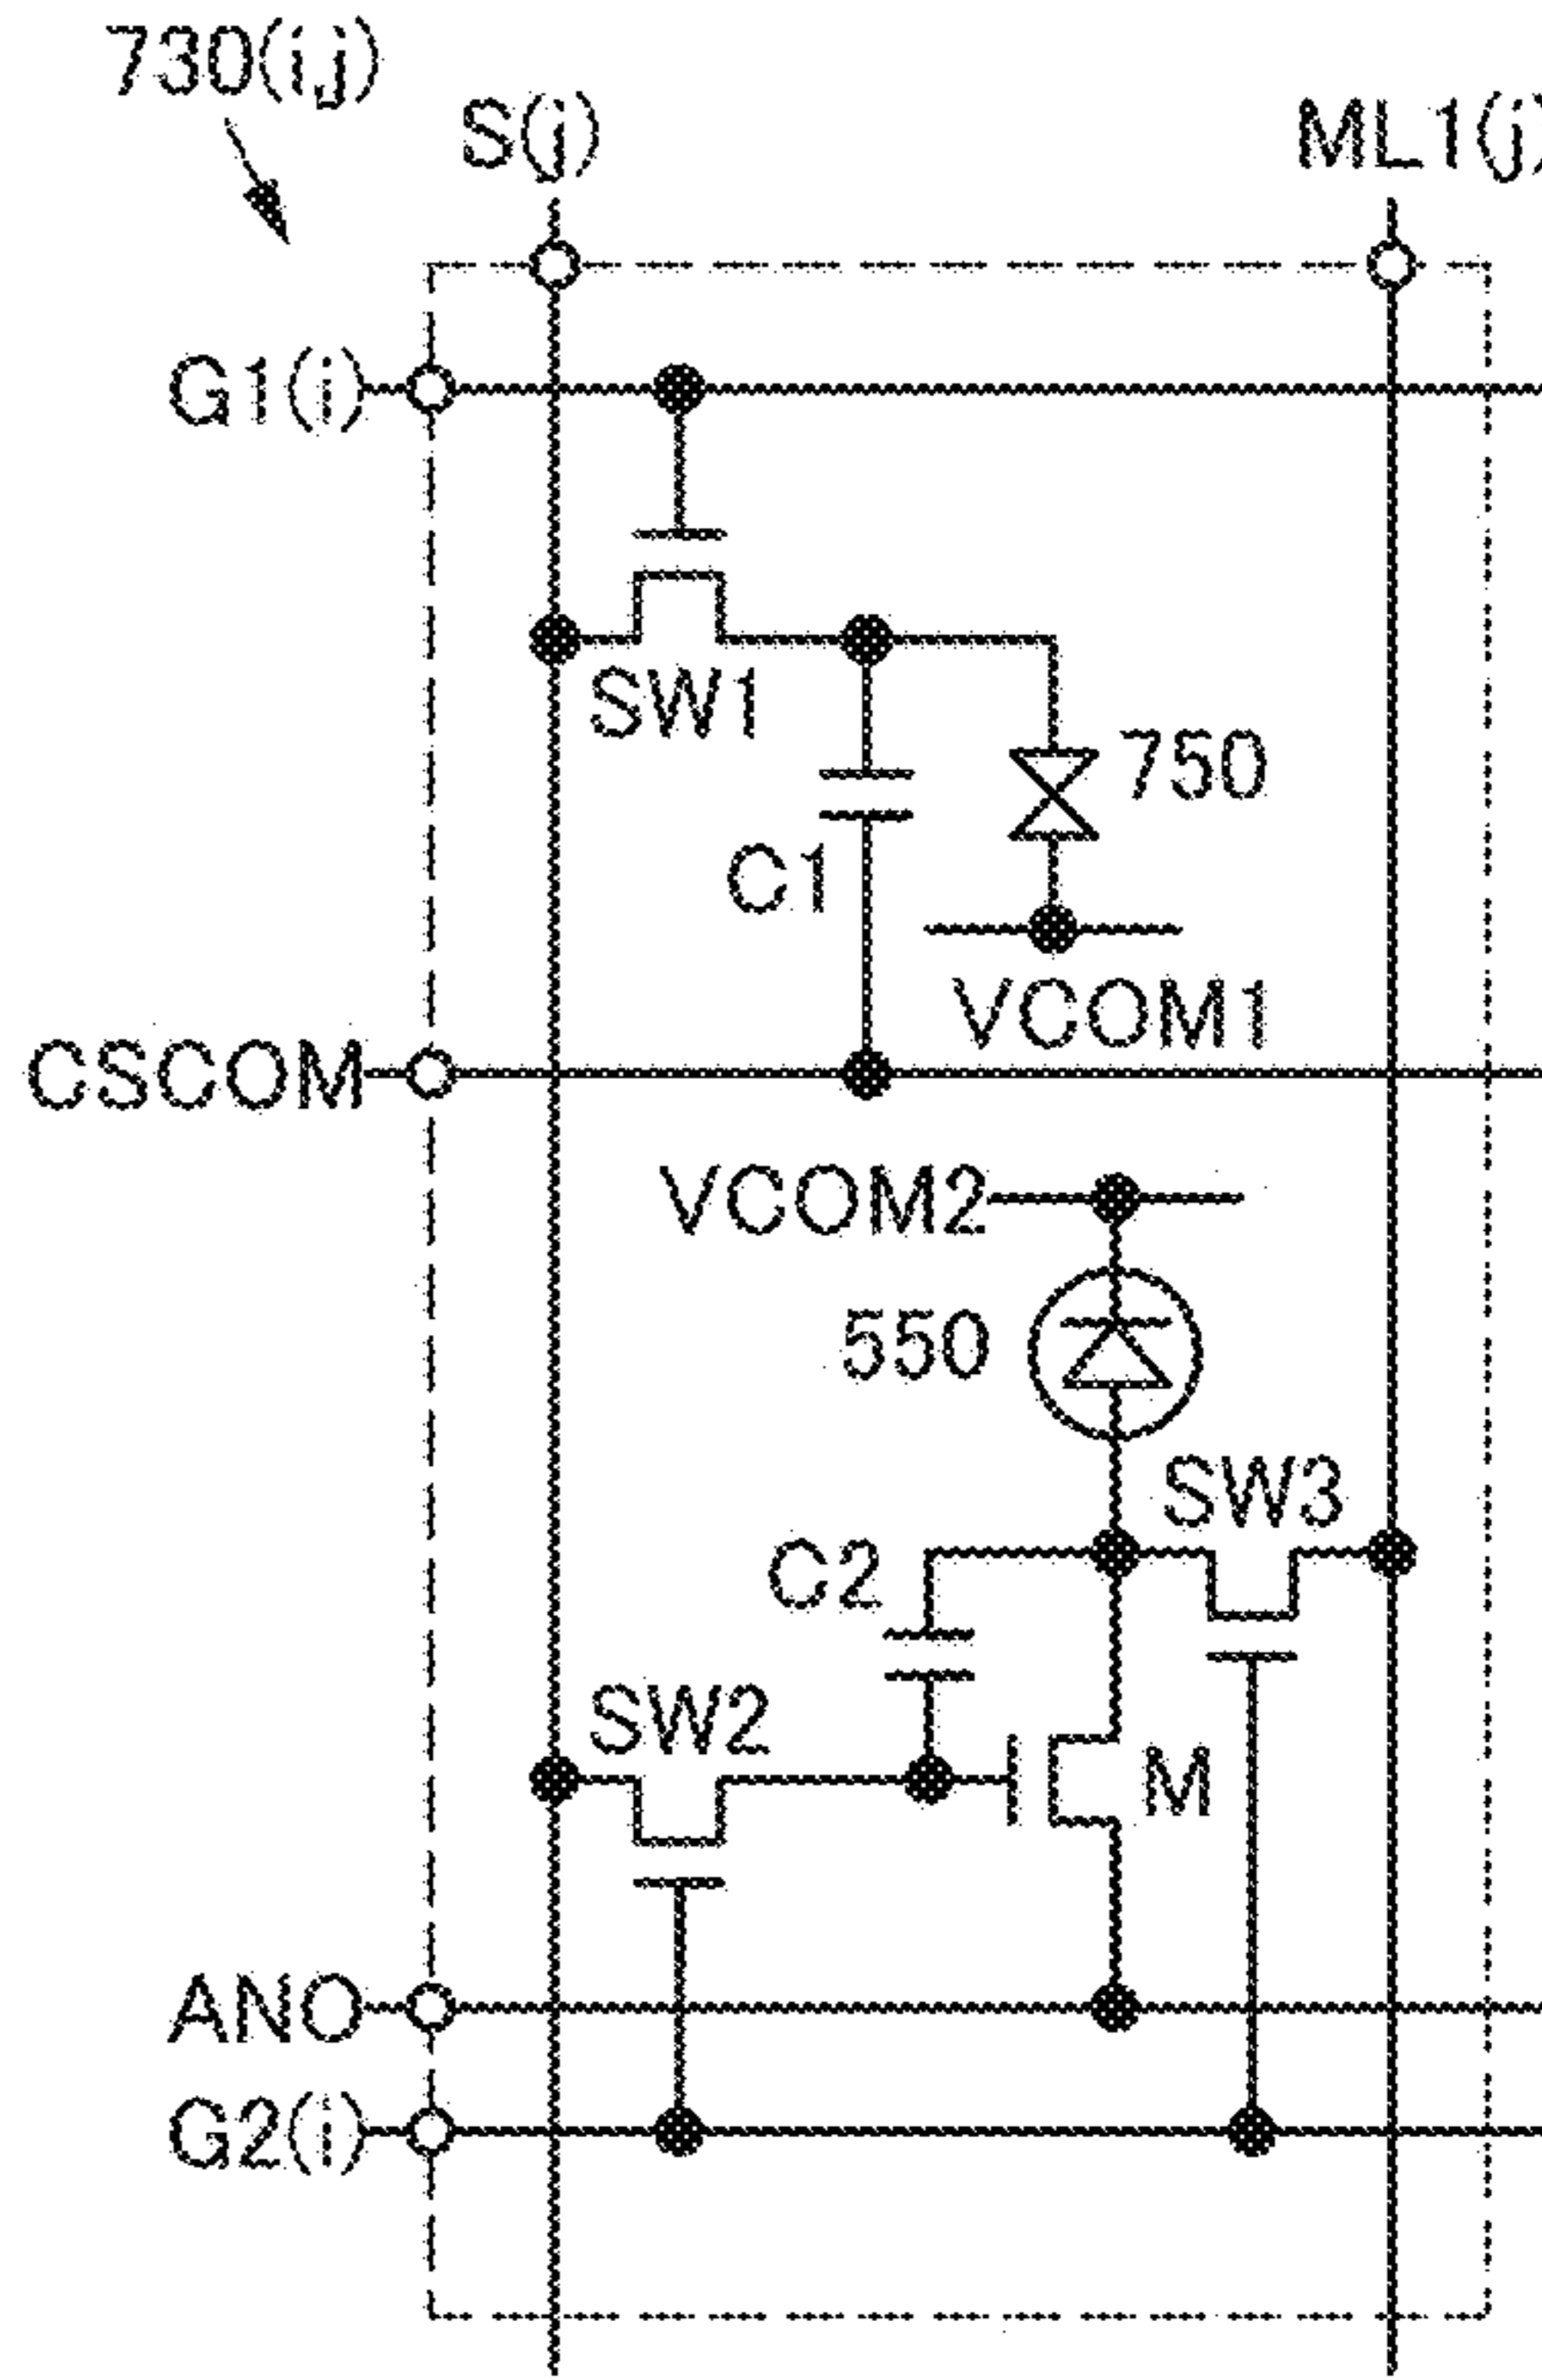 730(i,j)
S(j)
ML1(j)
G1(i)
SW1
750
C1
VCOM1
CSCOM
VCOM2
550
SW3
C2
SW2
M
ANO
G2(i)